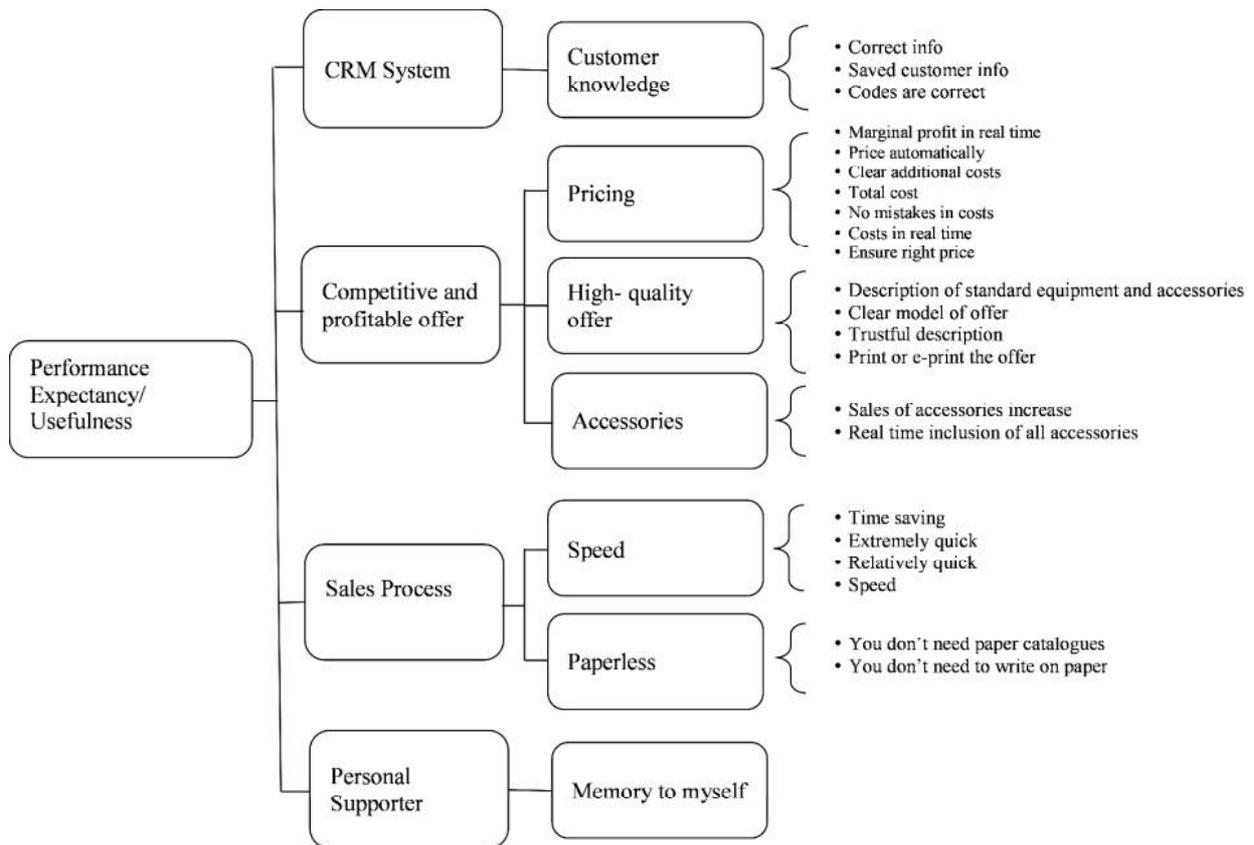 CRM System
Customer
knowledge
• Correct info
• Saved customer info
• Codes are correct
Pricing
• Marginal profit in real time
• Price automatically
• Clear additional costs
• Total cost
• No mistakes in costs
• Costs in real time
• Ensure right price
Competitive and
profitable offer
High- quality
offer
• Description of standard equipment and accessories
• Clear model of offer
• Trustful description
• Print or e-print the offer
Performance
Expectancy/
Usefulness
Accessories
• Sales of accessories increase
• Real time inclusion of all accessories
Sales Process
Speed
• Time saving
• Extremely quick
• Relatively quick
• Speed
Paperless
• You don't need paper catalogues
• You don't need to write on paper
Personal
Supporter
Memory to myself